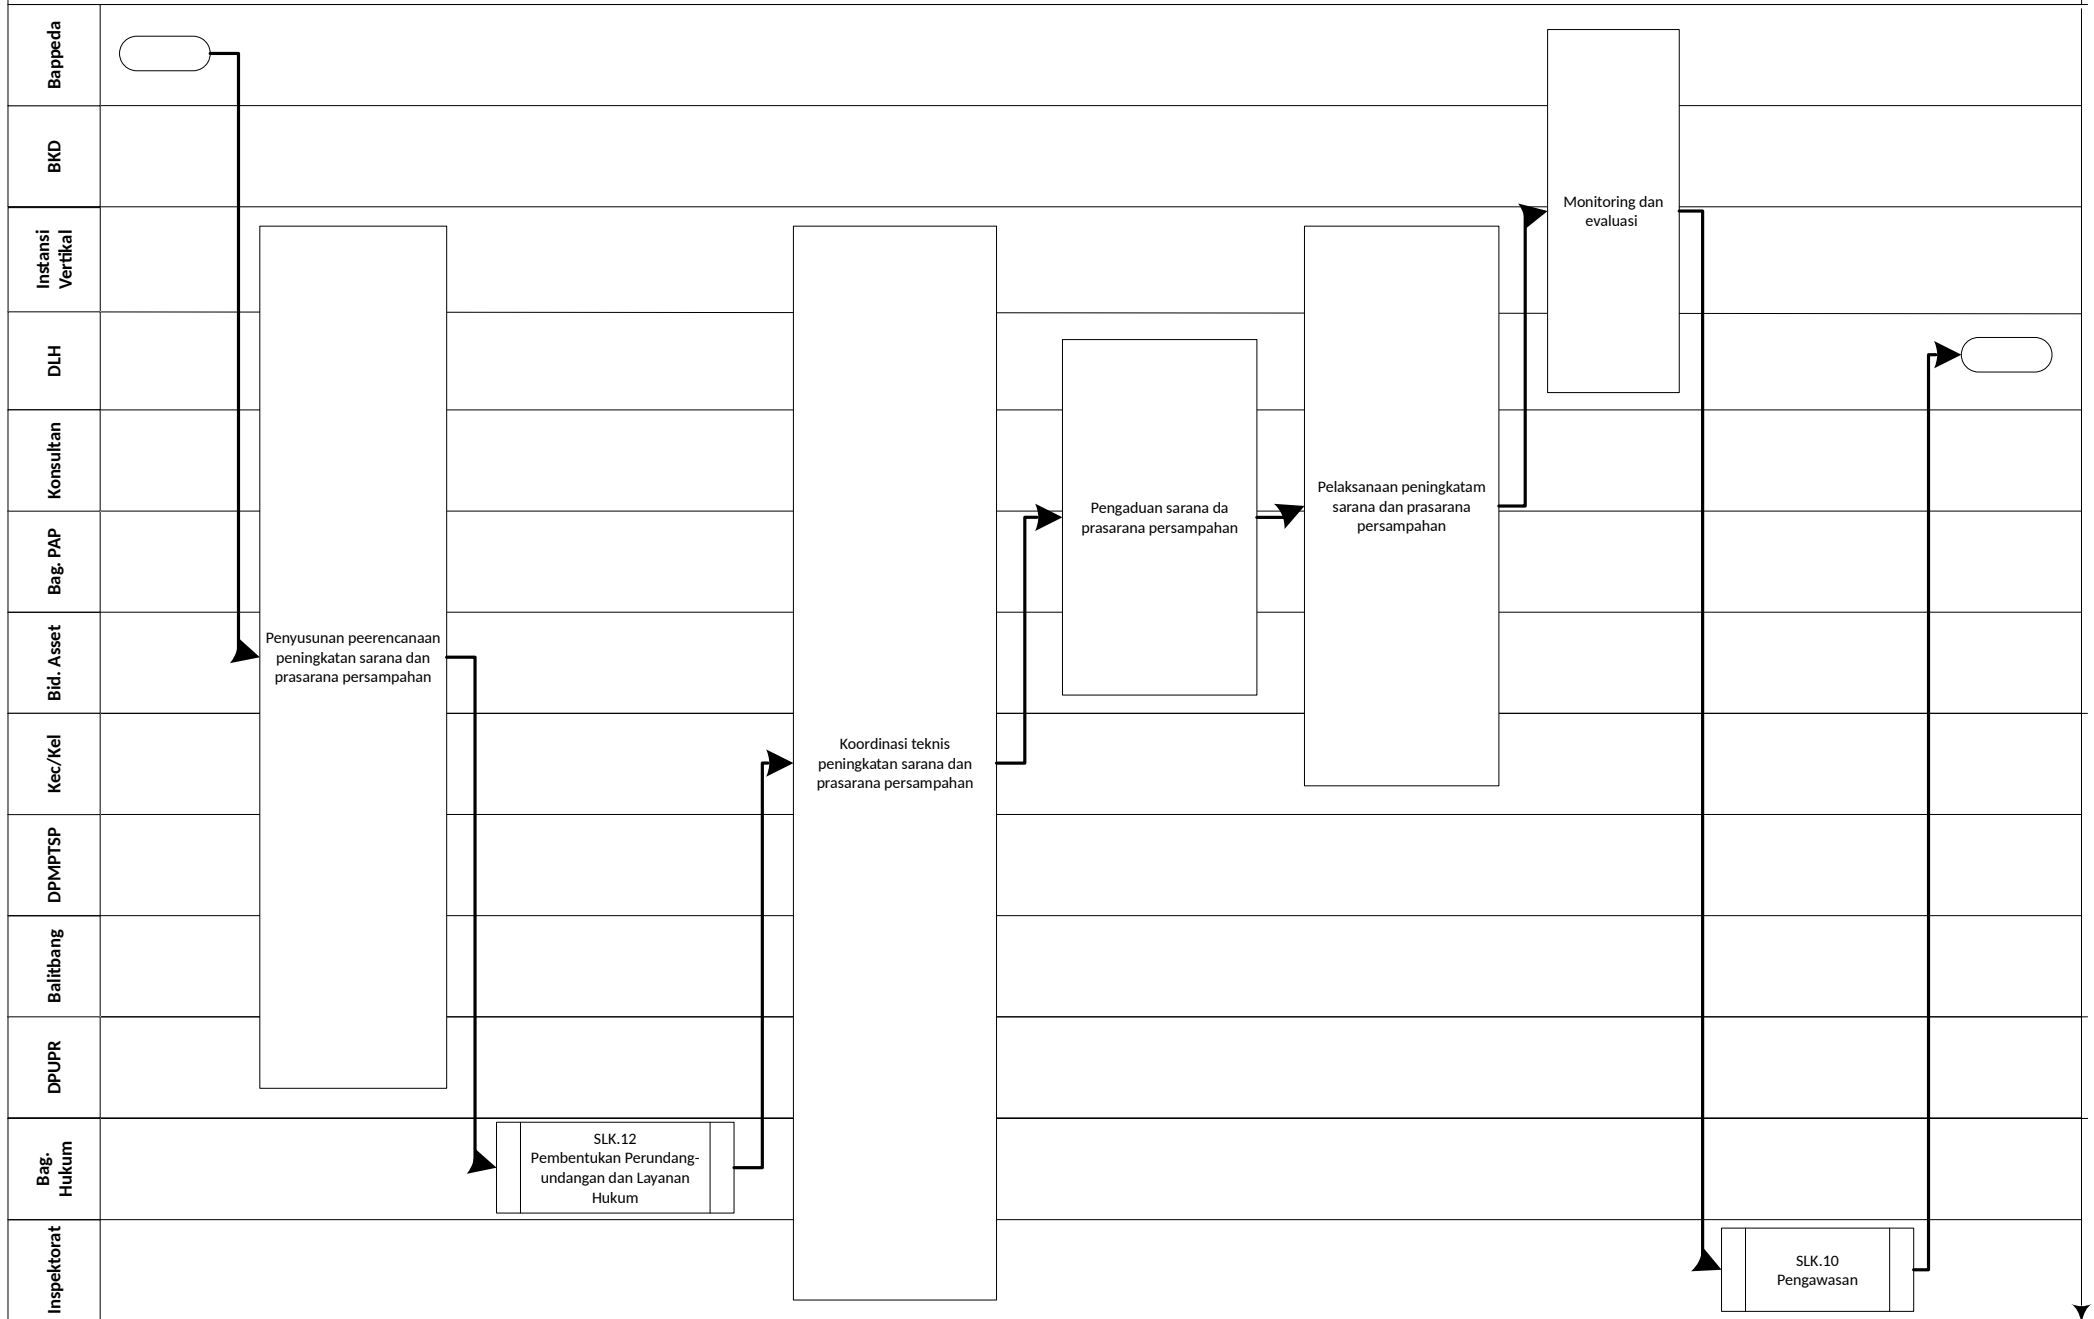 Bappeda
BKD
Instansi
Vertikal
DLH
Konsultan
Bag. PAP
Bid. Asset
Kec/Kel
DPMPTSP
Balitbang
DPUPR
Bag.
Hukum
Inspektorat
Penyusunan peerencanaan
peningkatan sarana dan
prasarana persampahan
SLK.12
Pembentukan Perundang-
undangan dan Layanan
Hukum
Koordinasi teknis
peningkatan sarana dan
prasarana persampahan
Pengaduan sarana da
prasarana persampahan
Pelaksanaan peningkatam
sarana dan prasarana
persampahan
Monitoring dan
evaluasi
SLK.10
Pengawasan